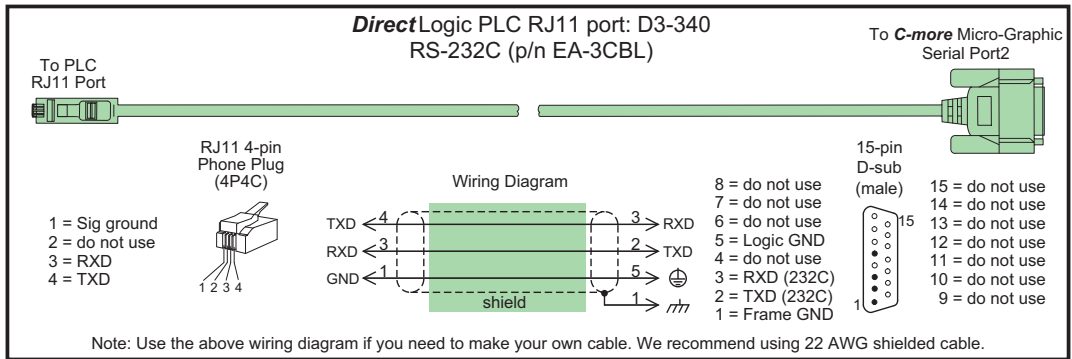 DirectLogic PLC RJ11 port: D3-340
RS-232C (p/n EA-3CBL)
To C-more Micro-Graphic
Serial Port2
To PLC
RJ11 Port
RJ11 4-pin
Phone Plug
(4P4C)
1 = Sig ground
2 = do not use
3 = RXD
4 = TXD
1 2 3 4
Wiring Diagram
TXD 4 3 RXD
RXD 3 2 TXD
GND 1 5
shield 1
8 = do not use
7 = do not use
6 = do not use
5 = Logic GND
4 = do not use
3 = RXD (232C)
2 = TXD (232C)
1 = Frame GND
15-pin
D-sub
(male)
15
1
15 = do not use
14 = do not use
13 = do not use
12 = do not use
11 = do not use
10 = do not use
9 = do not use
Note: Use the above wiring diagram if you need to make your own cable. We recommend using 22 AWG shielded cable.